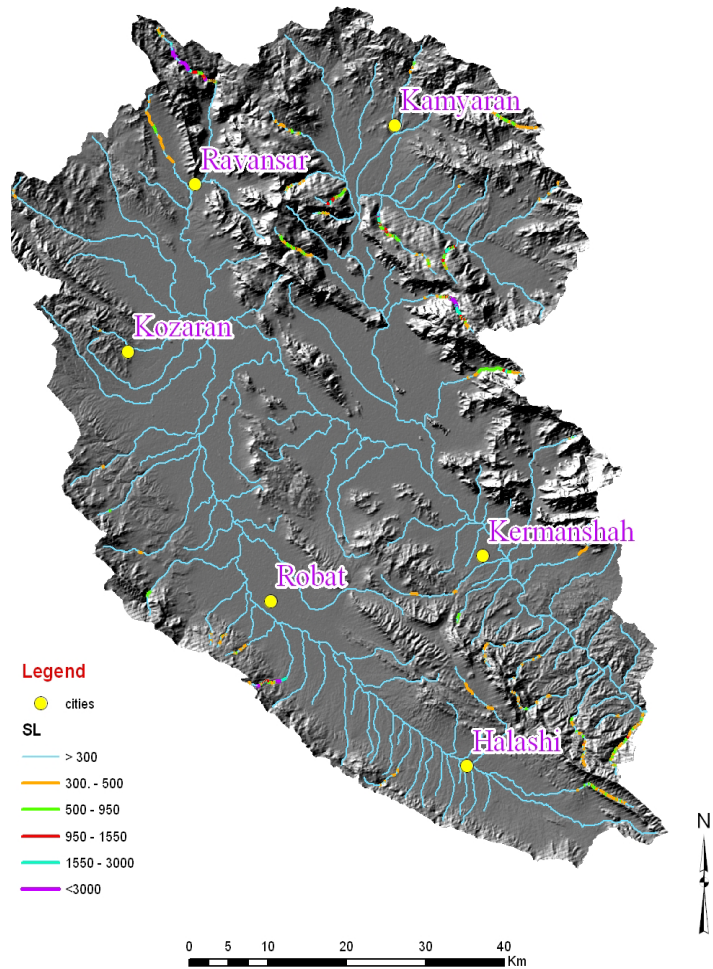 Kamyaran
Ravansar
Kozaran
Kermanshah
Robat
Halashi
Legend
cities
SL
> 300
300. - 500
500 - 950
950 - 1550
1550 - 3000
<3000
N
0 5 10 20 30 40
Km